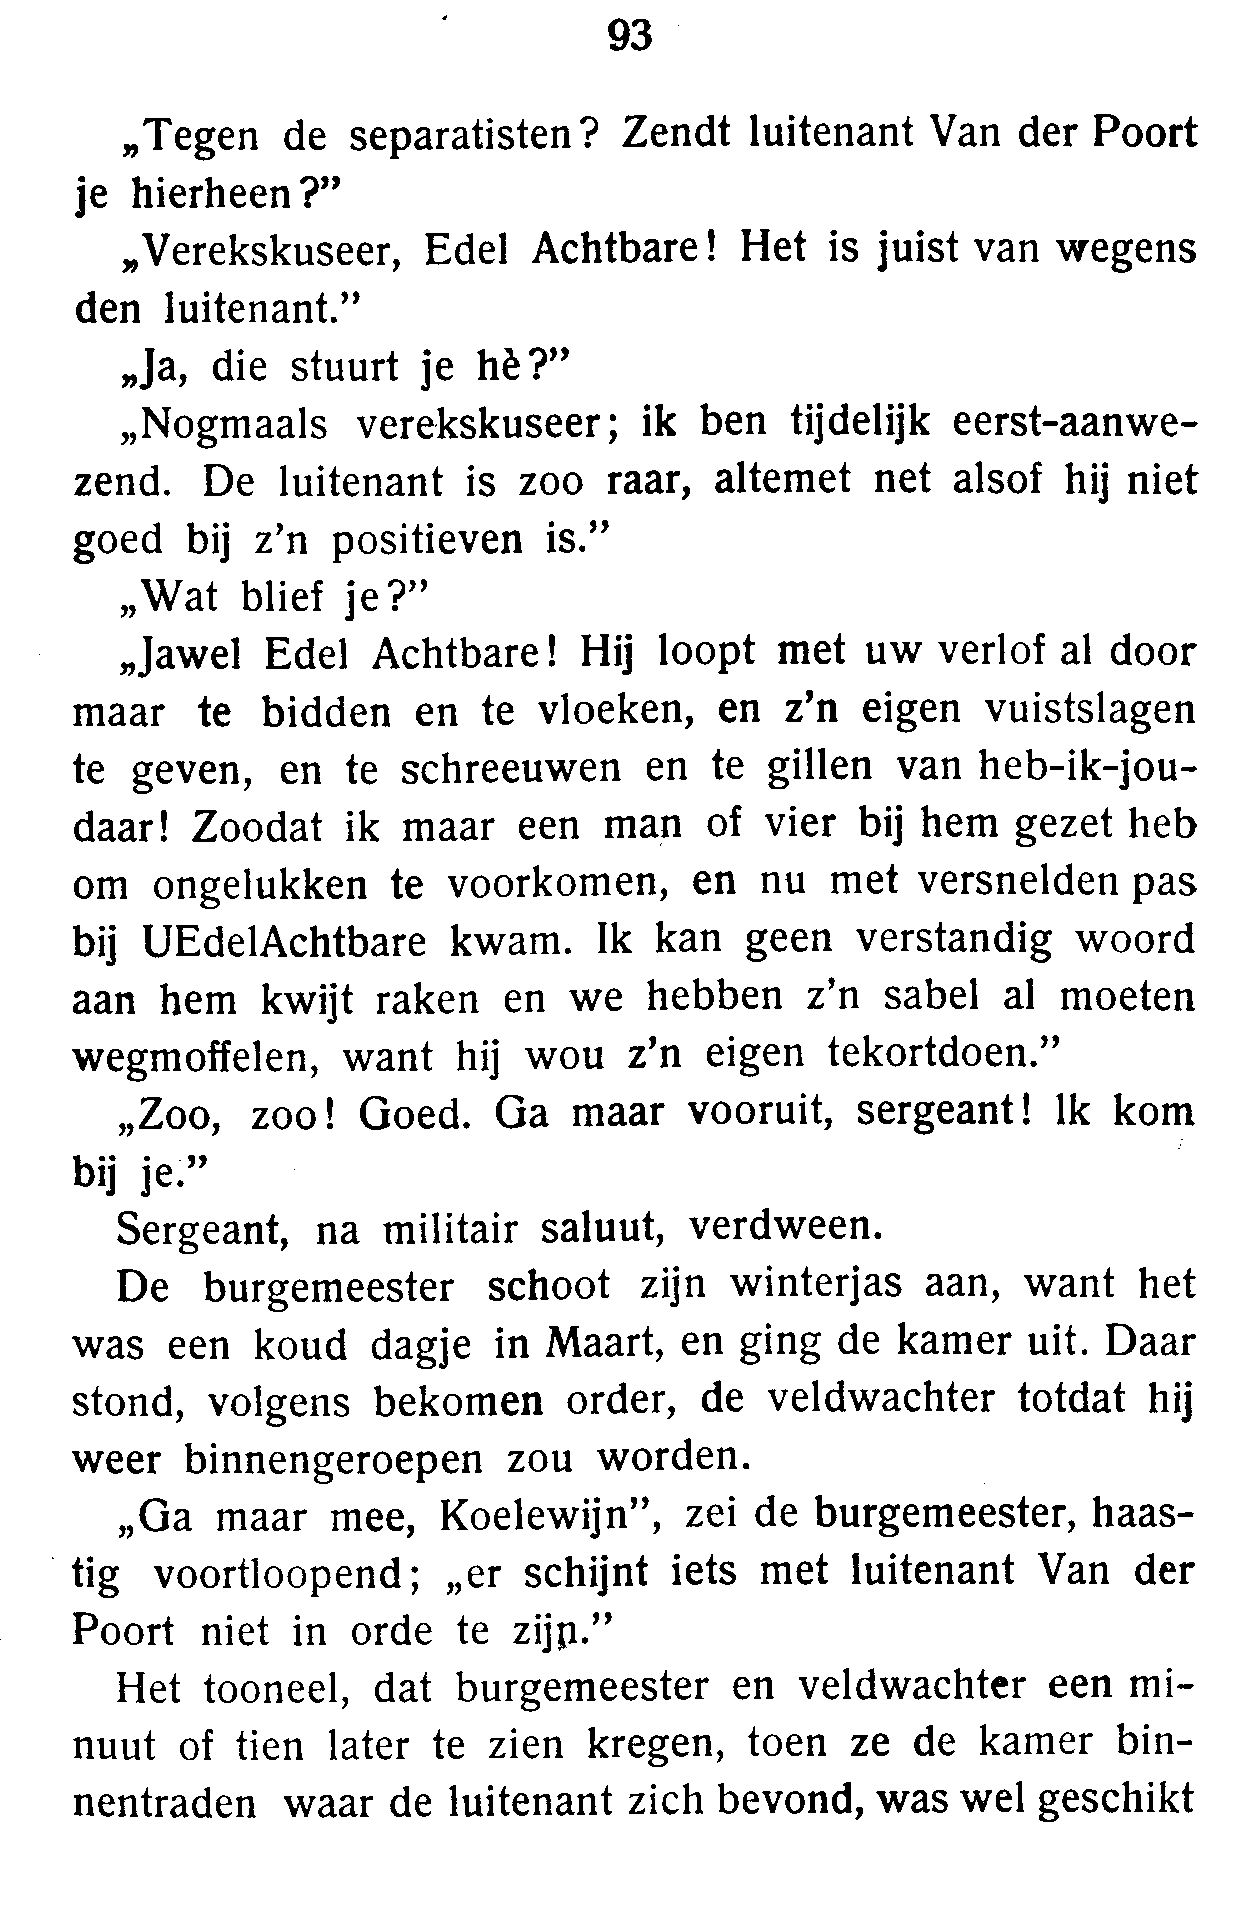 93
„Tegen de separatisten? Zendt luitenant Van der Poort
je hierheen?”
„Verekskuseer, Edel Achtbare! Het is juist van wegens
den luitenant.”
„Ja, die stuurt je hè?”
„Nogmaals verekskuseer; ik ben tijdelijk eerst-aanwe-
zend. De luitenant is zoo raar, altemet net alsof hij niet
goed bij z’n positieven is.”
„Wat blief je?”
„Jawel Edel Achtbare! Hij loopt met uw verlof al door
maar te bidden en te vloeken, en z’n eigen vuistslagen
te geven, en te schreeuwen en te gillen van heb-ik-jou-
daar! Zoodat ik maar een man of vier bij hem gezet heb
om ongelukken te voorkomen, en nu met versnelden pas
bij UEdelAchtbare kwam. Ik kan geen verstandig woord
aan hem kwijt raken en we hebben z’n sabel al moeten
wegmoffelen, want hij wou z’n eigen tekortdoen.”
„Zoo, zoo! Goed. Ga maar vooruit, sergeant! Ik kom
bij je.”
Sergeant, na militair saluut, verdween.
De burgemeester schoot zijn winterjas aan, want het
was een koud dagje in Maart, en ging de kamer uit. Daar
stond, volgens bekomen order, de veldwachter totdat hij
weer binnengeroepen zou worden.
„Ga maar mee, Koelewijn”, zei de burgemeester, haas-
tig voortloopend; „er schijnt iets met luitenant Van der
Poort niet in orde te zijn.”
Het tooneel, dat burgemeester en veldwachter een mi-
nuut of tien later te zien kregen, toen ze de kamer bin-
nentraden waar de luitenant zich bevond, was wel geschikt